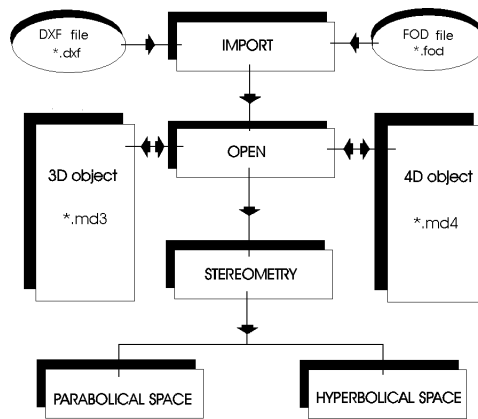 DXF file
*.dxf
IMPORT
FOD file
*.fod
3D object
*.md3
OPEN
4D object
*.md4
STEREOMETRY
PARABOLICAL SPACE
HYPERBOLICAL SPACE